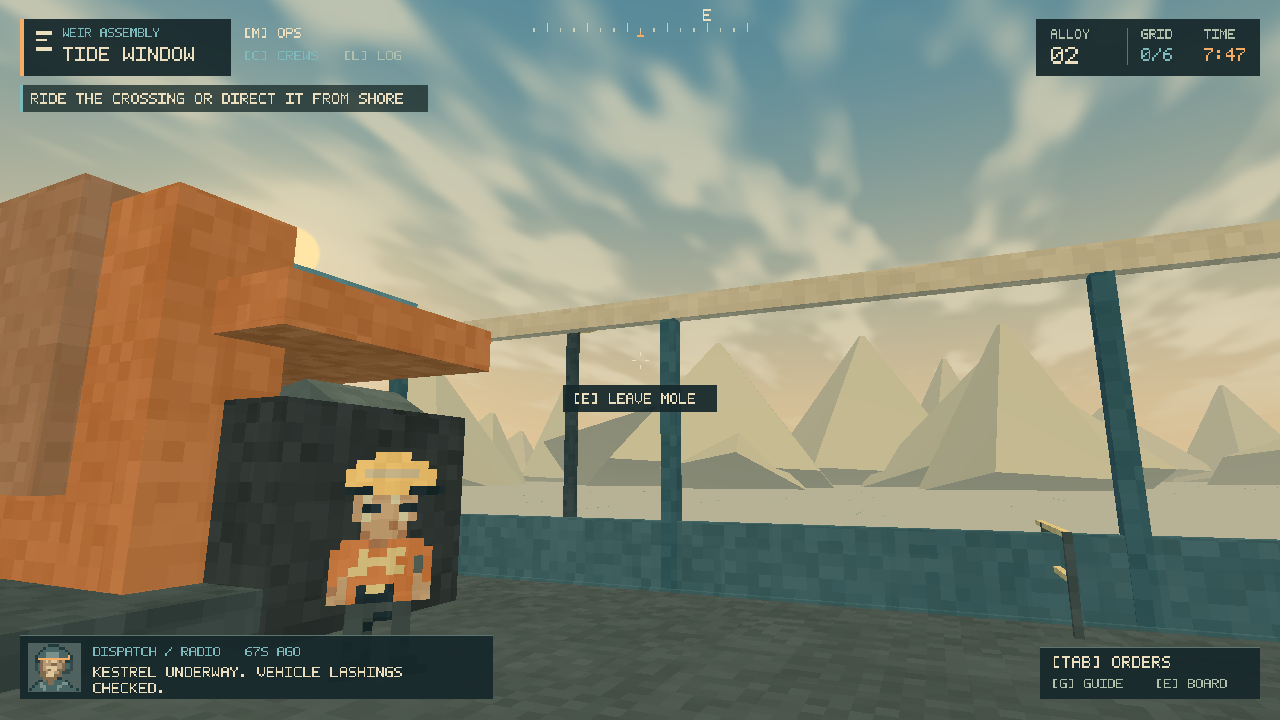 WEIR ASSEMBLY
TIDE WINDOW
[M] OPS
[C] CREWS [L] LOG
RIDE THE CROSSING OR DIRECT IT FROM SHORE
E
ALLOY GRID TIME
02 0/6 7:47
[E] LEAVE MOLE
DISPATCH / RADIO 67S AGO
KESTREL UNDERWAY. VEHICLE LASHINGS
CHECKED.
[TAB] ORDERS
[G] GUIDE [E] BOARD